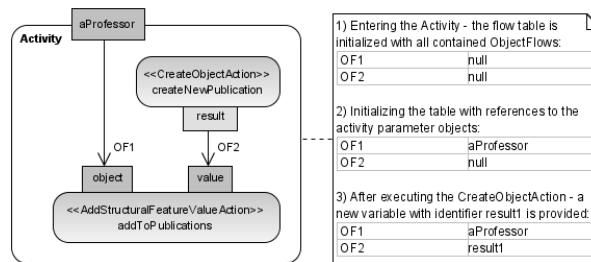 aProfessor
Activity
<<CreateObjectAction>>
createNewPublication
result
OF1
OF2
object
value
<<AddStructuralFeatureValueAction>>
addToPublications
1) Entering the Activity - the flow table is
initialized with all contained ObjectFlows:
OF1 null
OF2 null
2) Initializing the table with references to the
activity parameter objects:
OF1 aProfessor
OF2 null
3) After executing the CreateObjectAction - a
new variable with identifier result1 is provided:
OF1 aProfessor
OF2 result1